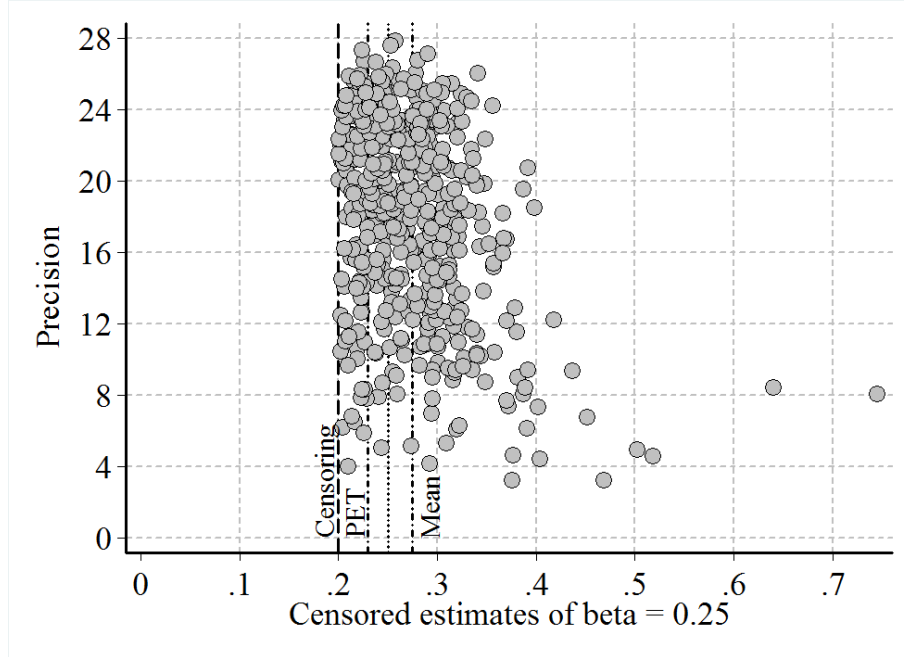 28
24
20
16
12
8
4
0
Precision
Censoring
PET
Mean
0 .1 .2 .3 .4 .5 .6 .7
Censored estimates of beta = 0.25